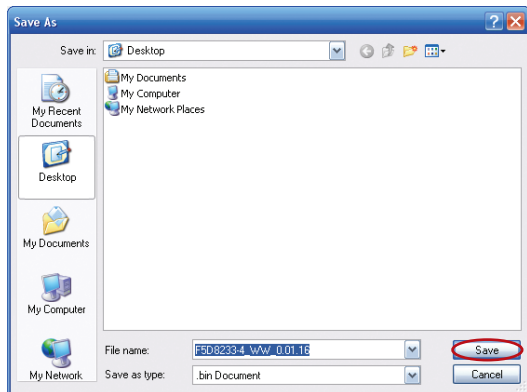 Save As
Save in: Desktop
My Documents
My Computer
My Network Places
My Recent
Documents
Desktop
My Documents
My Computer
My Network
File name: F5D8233-4_WW_0.01.16 Save
Save as type: .bin Document Cancel